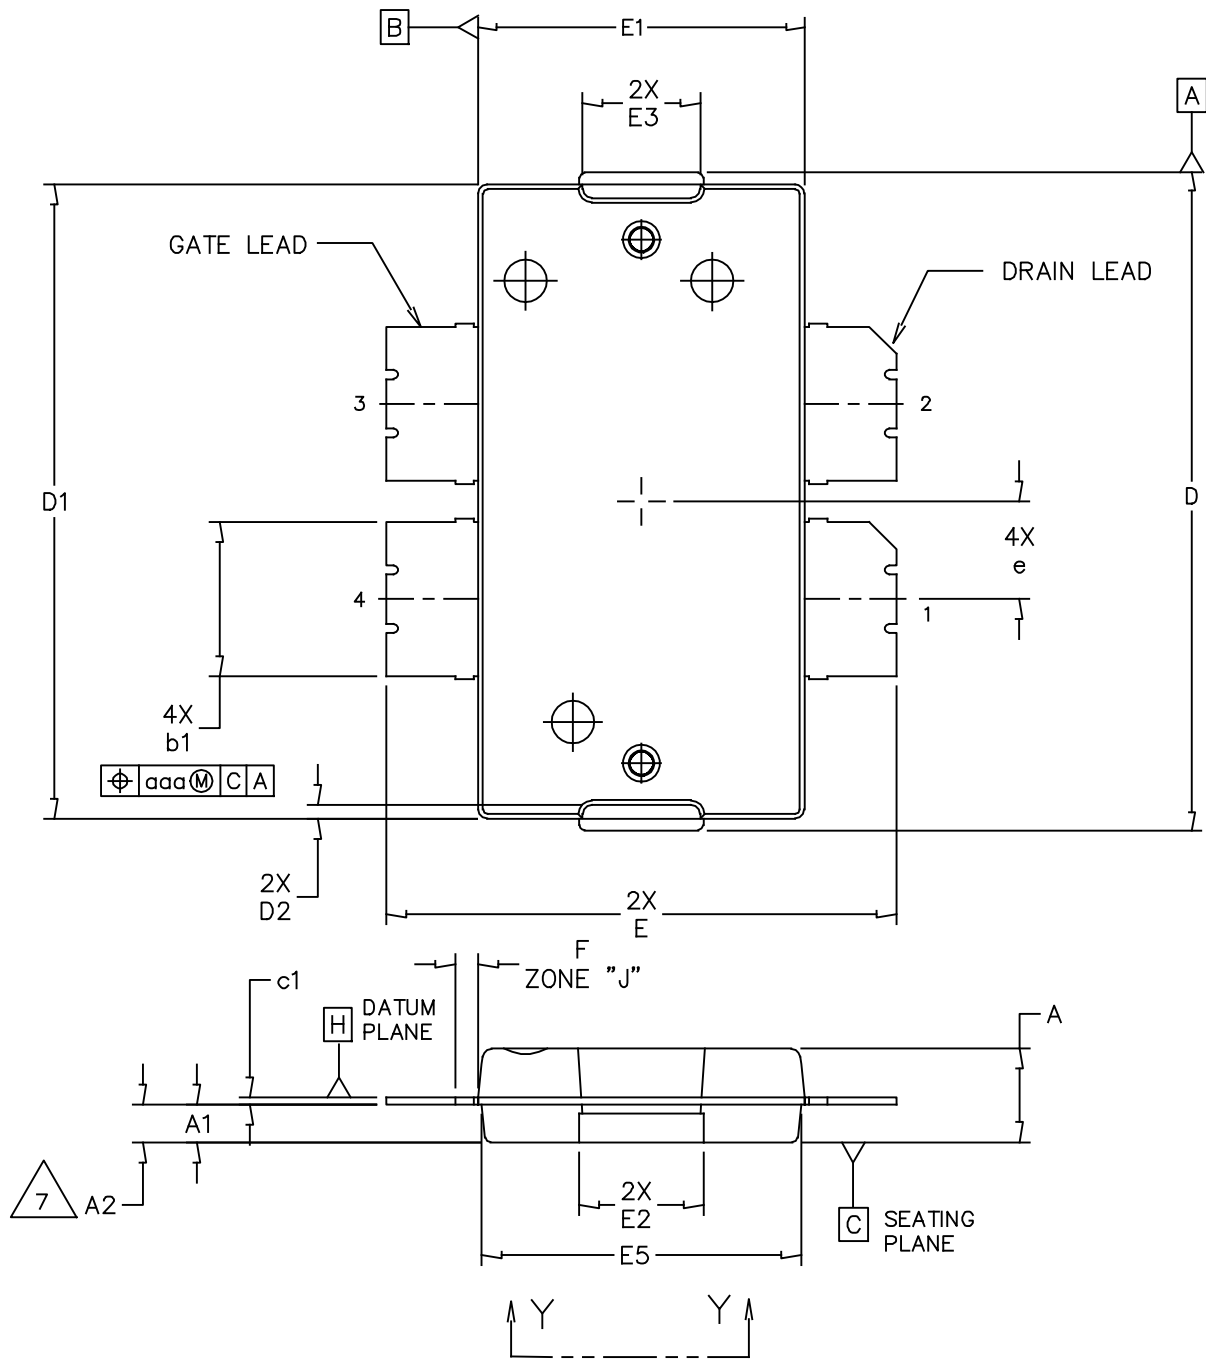 B
E1
2X
E3
A
GATE LEAD
DRAIN LEAD
3
2
D1
D
4X
e
4
1
4X
b1
⌖ aaa Ⓜ C A
2X
D2
2X
E
F
ZONE "J"
c1
H
DATUM
PLANE
A
A1
7
A2
2X
E2
C
SEATING
PLANE
E5
Y
Y